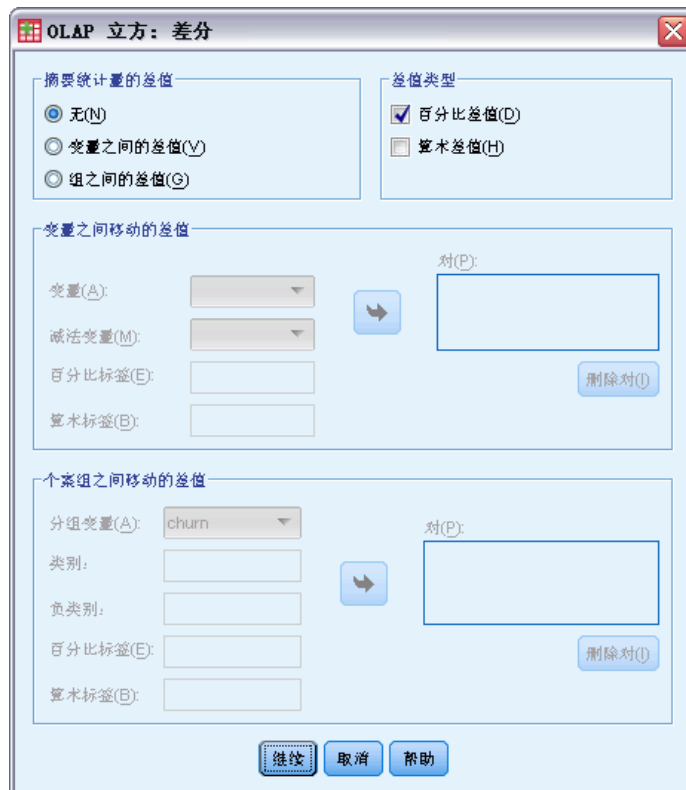 OLAP 立方: 差分
摘要统计量的差值
无(N)
变量之间的差值(V)
组之间的差值(G)
差值类型
百分比差值(D)
算术差值(H)
变量之间移动的差值
变量(A):
减法变量(M):
百分比标签(E):
算术标签(B):
对(P):
删除对(I)
个案组之间移动的差值
分组变量(A):
churn
类别:
负类别:
百分比标签(E):
算术标签(B):
对(P):
删除对(I)
继续
取消
帮助